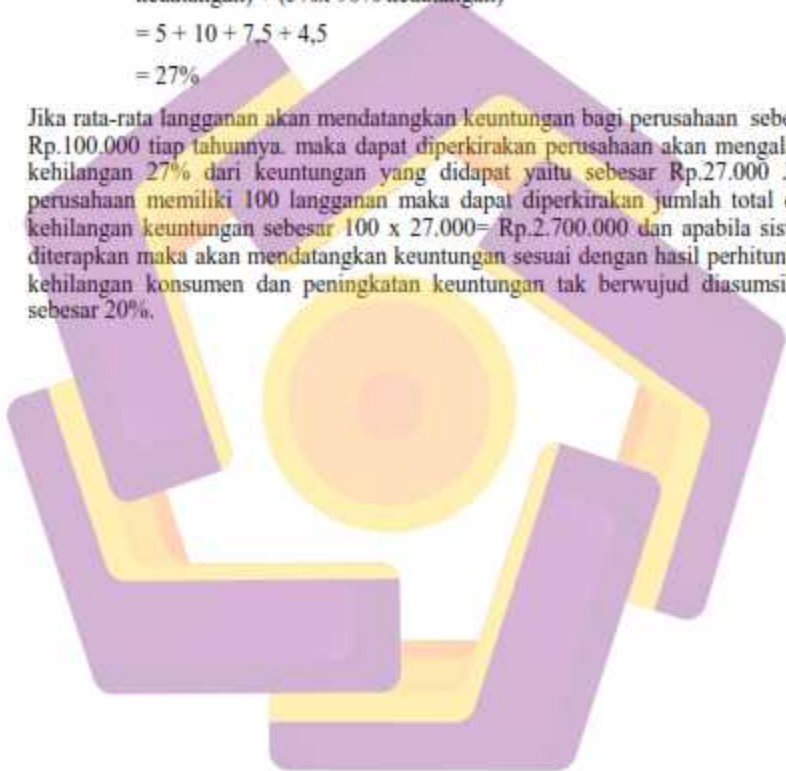 = 5 + 10 + 7,5 + 4,5
= 27%
Jika rata-rata langganan akan mendatangkan keuntungan bagi perusahaan sebe
Rp.100.000 tiap tahunnya. maka dapat diperkirakan perusahaan akan mengal
kehilangan 27% dari keuntungan yang didapat yaitu sebesar Rp.27.000
perusahaan memiliki 100 langganan maka dapat diperkirakan jumlah total
kehilangan keuntungan sebesar 100 x 27.000= Rp.2.700.000 dan apabila sis
diterapkan maka akan mendatangkan keuntungan sesuai dengan hasil perhitun
kehilangan konsumen dan peningkatan keuntungan tak berwujud diasumsi
sebesar 20%.